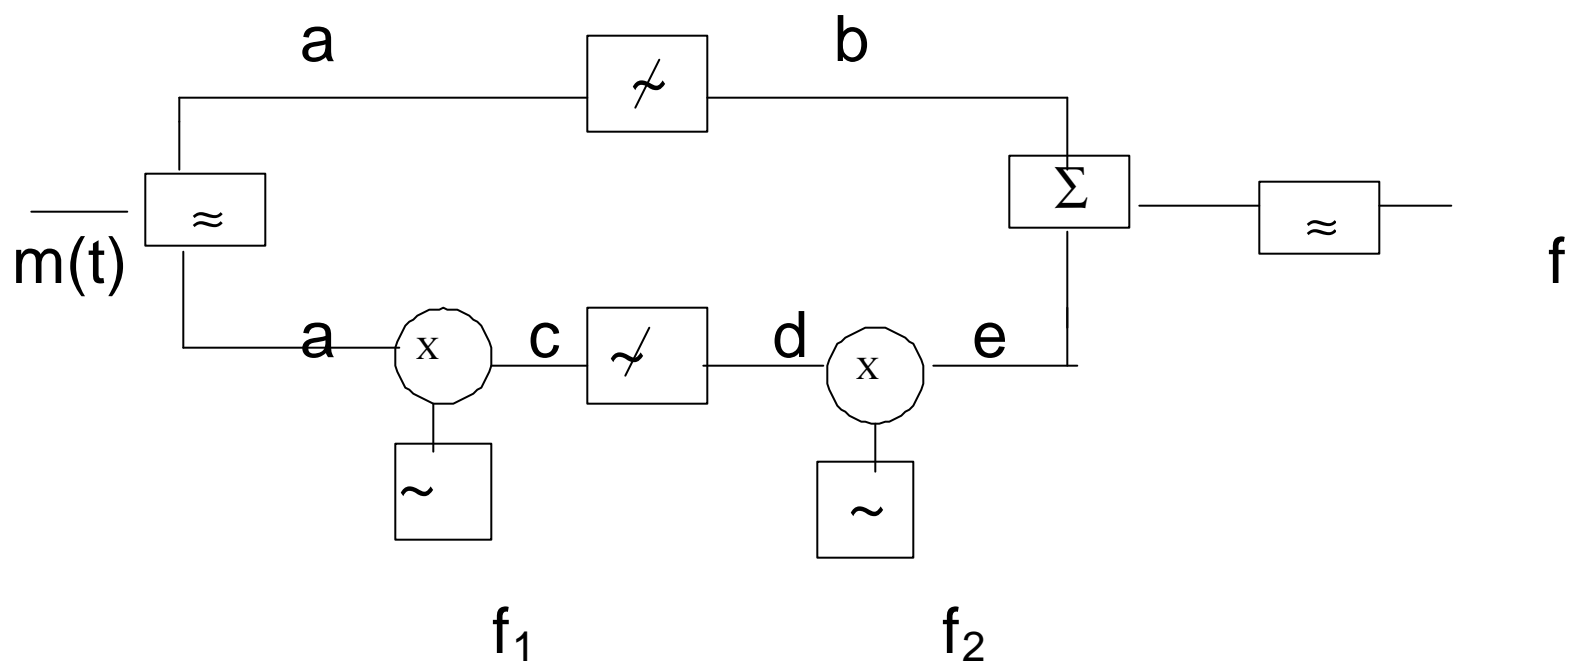 a b
≁
Σ
≈ ≈
m(t) f
a x c ≁ d x e
~ ~
f₁ f₂